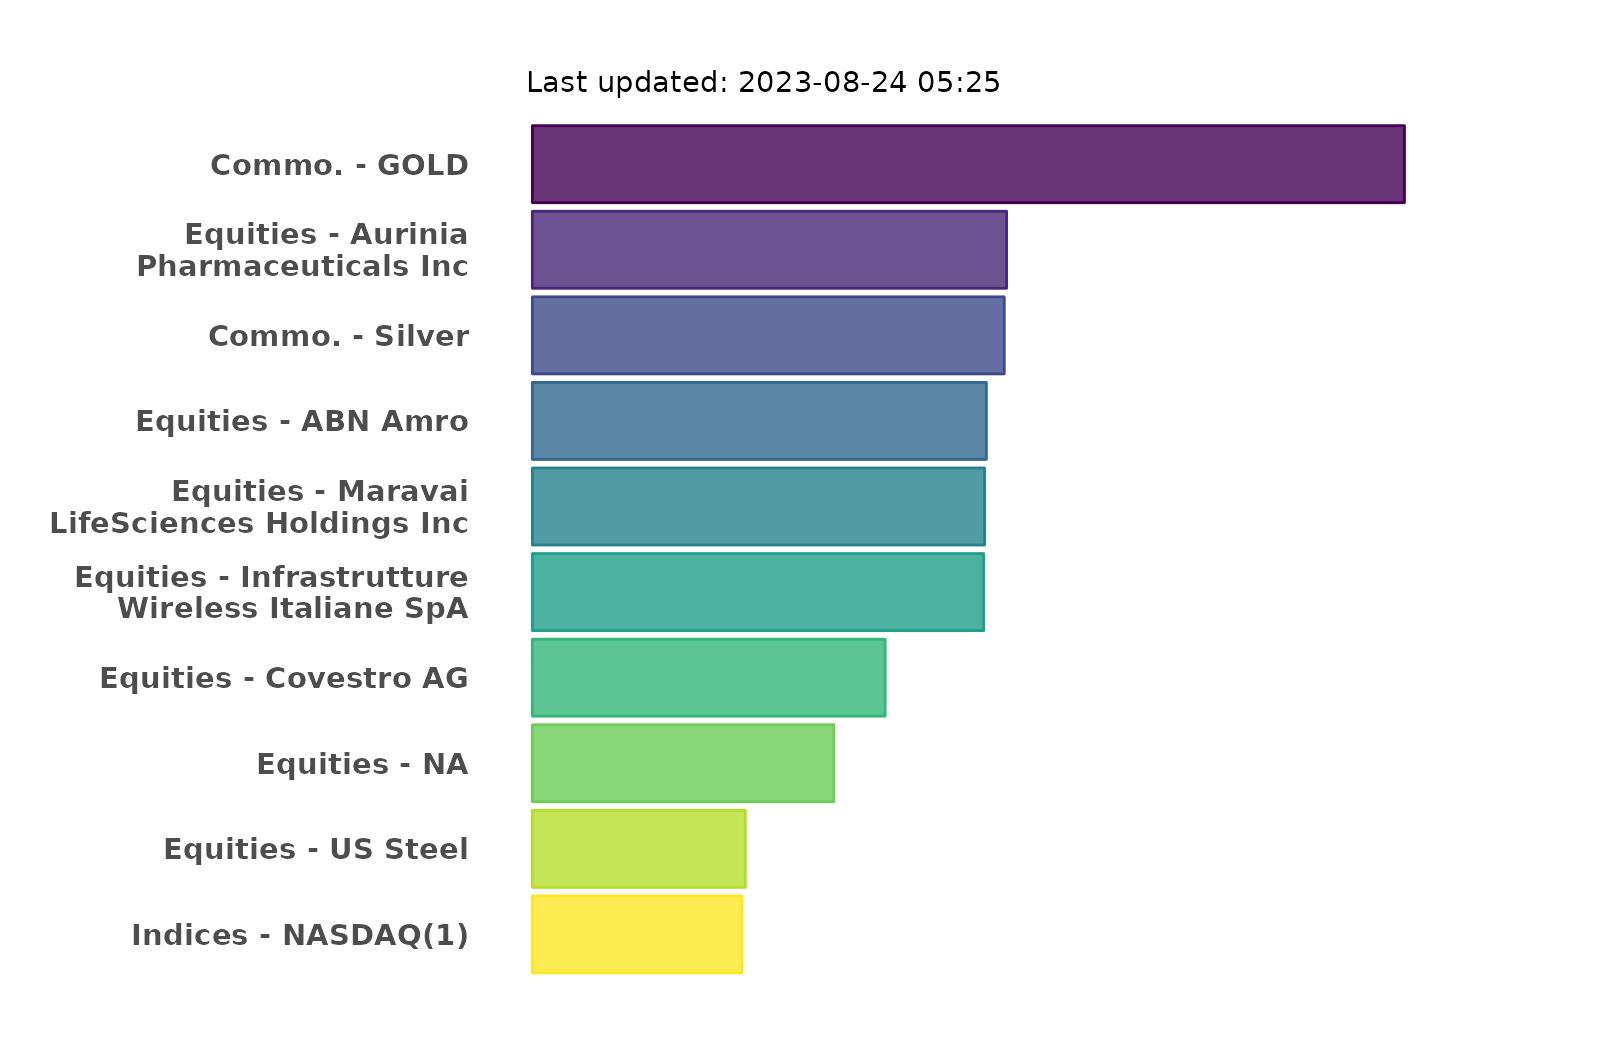 Last updated: 2023-08-24 05:25
Commo. - GOLD
Equities - Aurinia
Pharmaceuticals Inc
Commo. - Silver
Equities - ABN Amro
Equities - Maravai
LifeSciences Holdings Inc
Equities - Infrastrutture
Wireless Italiane SpA
Equities - Covestro AG
Equities - NA
Equities - US Steel
Indices - NASDAQ(1)